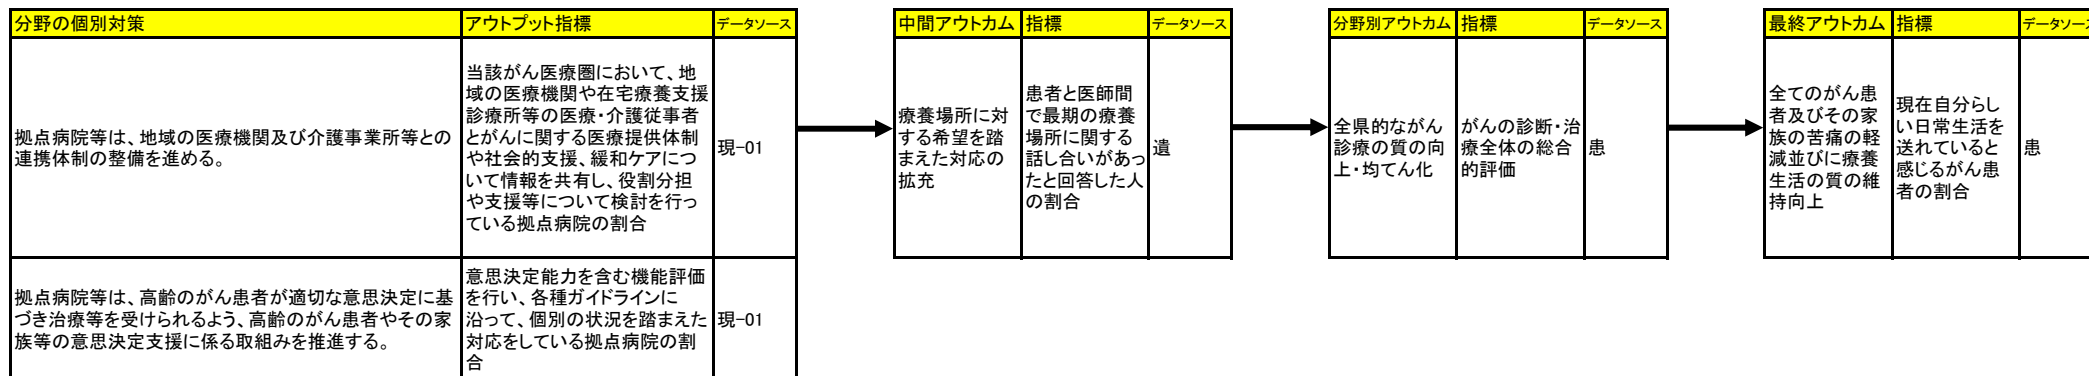 分野の個別対策
アウトプット指標
データソース
拠点病院等は、地域の医療機関及び介護事業所等との
連携体制の整備を進める。
当該がん医療圏において、地
域の医療機関や在宅療養支援
診療所等の医療・介護従事者
とがんに関する医療提供体制
や社会的支援、緩和ケアにつ
いて情報を共有し、役割分担
や支援等について検討を行っ
ている拠点病院の割合
現-01
拠点病院等は、高齢のがん患者が適切な意思決定に基
づき治療等を受けられるよう、高齢のがん患者やその家
族等の意思決定支援に係る取組みを推進する。
意思決定能力を含む機能評価
を行い、各種ガイドラインに
沿って、個別の状況を踏まえた
対応をしている拠点病院の割
合
現-01
中間アウトカム
指標
データソース
療養場所に対
する希望を踏
まえた対応の
拡充
患者と医師間
で最期の療養
場所に関する
話し合いがあっ
たと回答した人
の割合
遺
分野別アウトカム
指標
データソース
全県的ながん
診療の質の向
上・均てん化
がんの診断・治
療全体の総合
的評価
患
最終アウトカム
指標
データソース
全てのがん患
者及びその家
族の苦痛の軽
減並びに療養
生活の質の維
持向上
現在自分らし
い日常生活を
送れていると
感じるがん患
者の割合
患